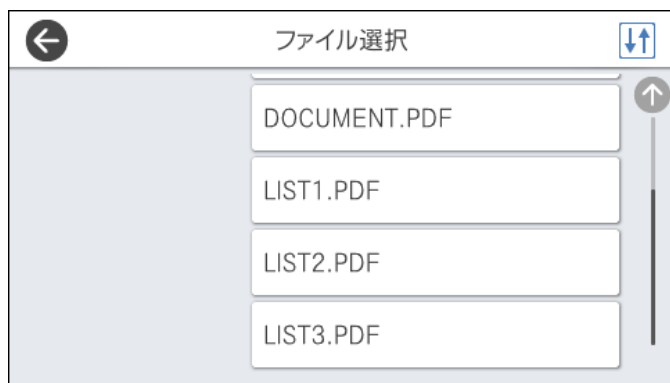 ファイル選択
DOCUMENT.PDF
LIST1.PDF
LIST2.PDF
LIST3.PDF